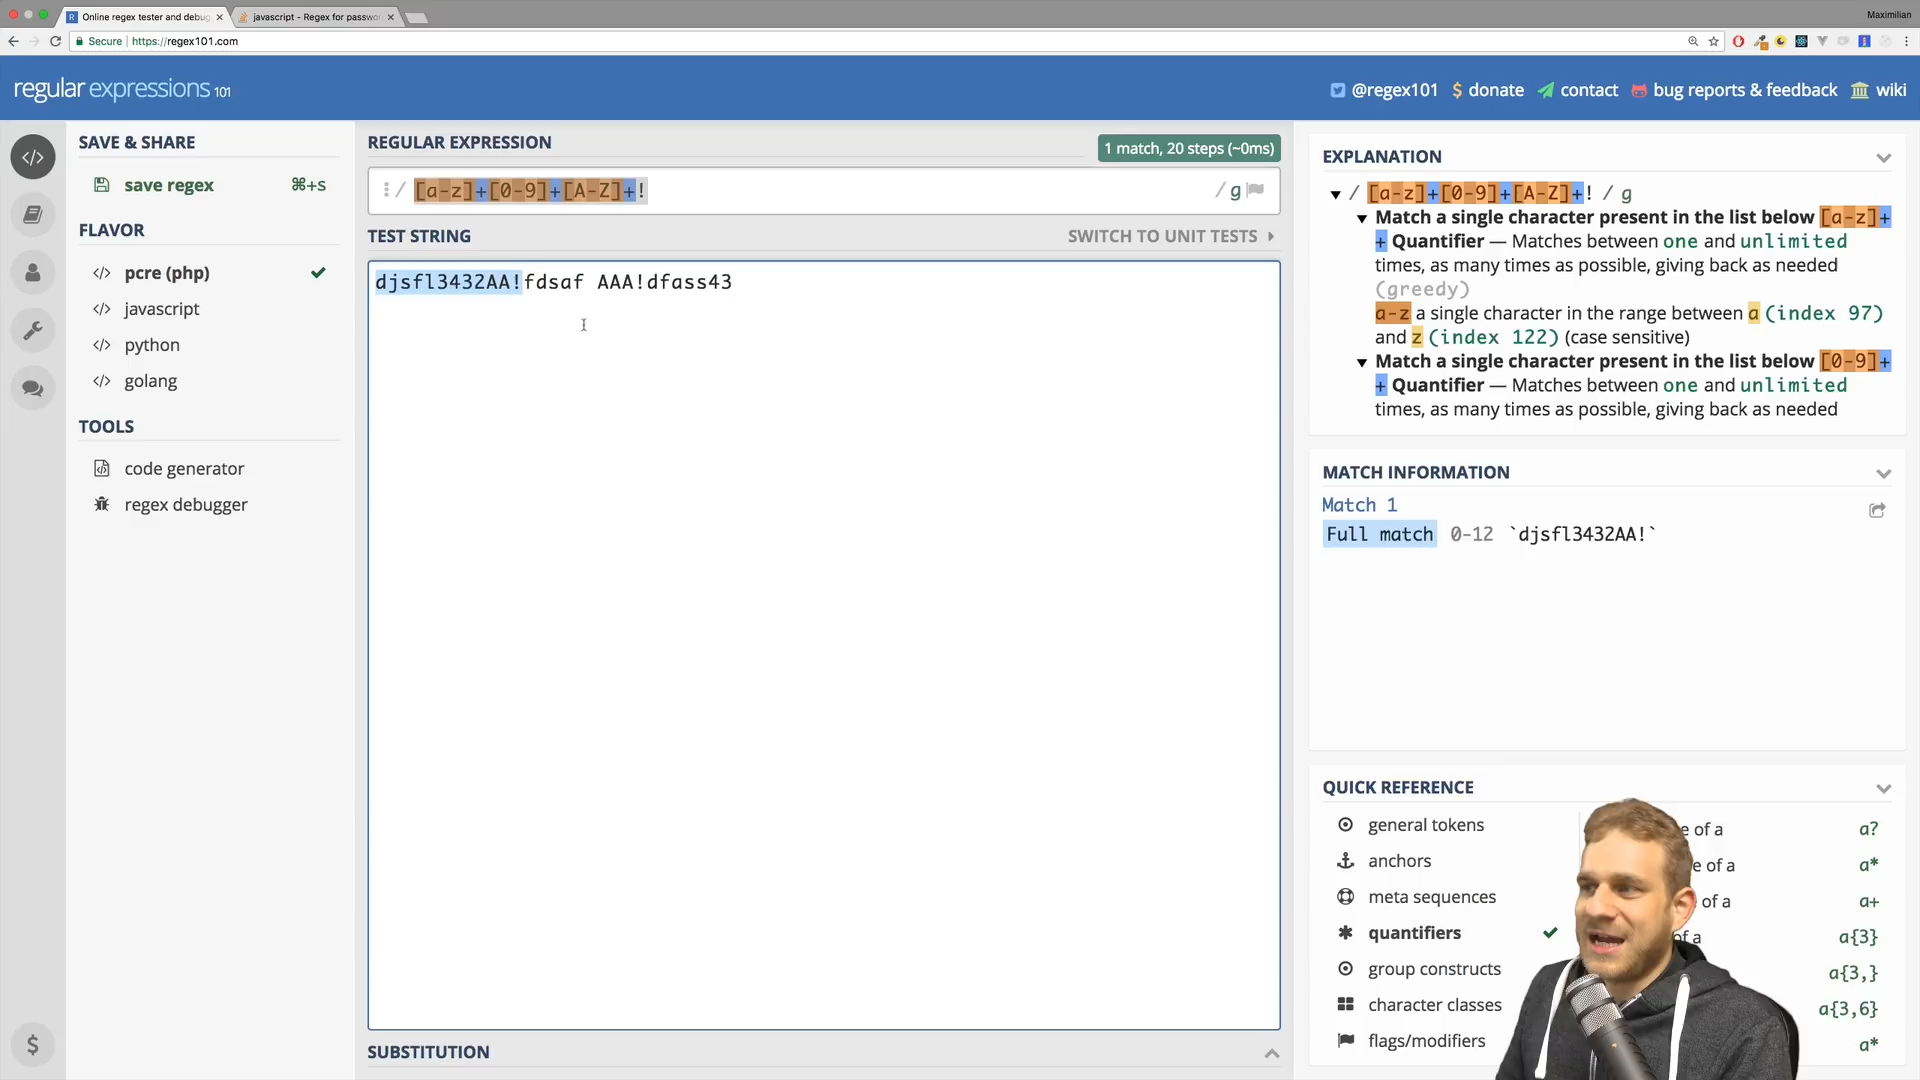 Online regex tester and debug
javascript - Regex for passwo
Maximilian
Secure
https://regex101.com
regular expressions 101
@regex101
donate
contact
bug reports & feedback
wiki
SAVE & SHARE
save regex
⌘+S
FLAVOR
pcre (php)
javascript
python
golang
TOOLS
code generator
regex debugger
$
REGULAR EXPRESSION
1 match, 20 steps (~0ms)
/ [a-z]+[0-9]+[A-Z]+!
/ g
TEST STRING
SWITCH TO UNIT TESTS
djsfl3432AA!fdsaf AAA!dfass43
SUBSTITUTION
EXPLANATION
/ [a-z]+[0-9]+[A-Z]+! / g
Match a single character present in the list below [a-z]+
+ Quantifier — Matches between one and unlimited
times, as many times as possible, giving back as needed
(greedy)
a-z a single character in the range between a (index 97)
and z (index 122) (case sensitive)
Match a single character present in the list below [0-9]+
+ Quantifier — Matches between one and unlimited
times, as many times as possible, giving back as needed
MATCH INFORMATION
Match 1
Full match 0-12 `djsfl3432AA!`
QUICK REFERENCE
general tokens
anchors
meta sequences
quantifiers
group constructs
character classes
flags/modifiers
e of a
a?
e of a
a*
of a
a+
of a
a{3}
a{3,}
a{3,6}
a*